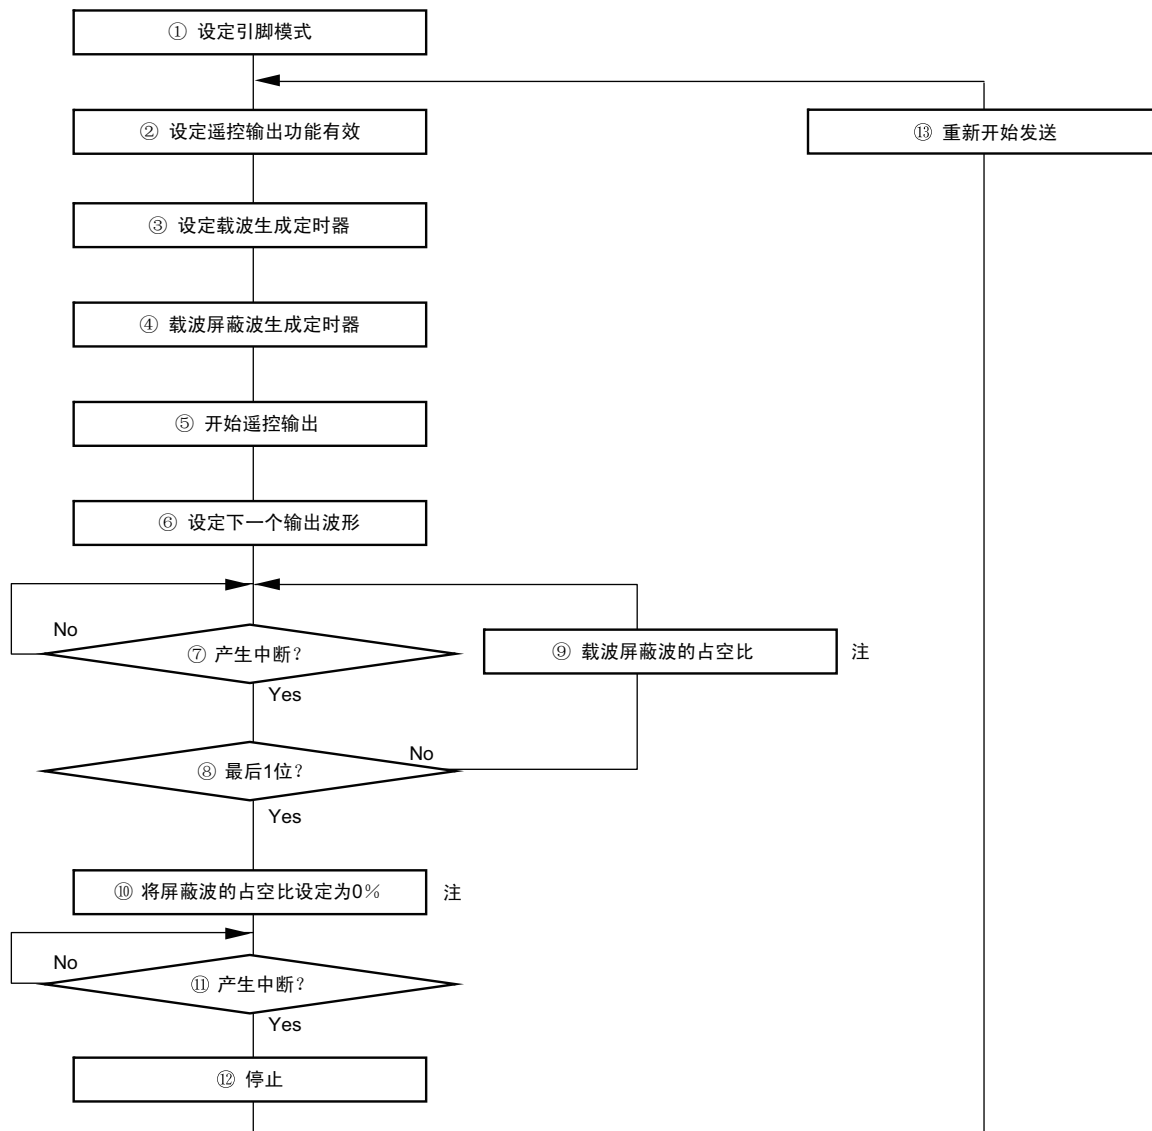 ① 设定引脚模式
② 设定遥控输出功能有效
⑬ 重新开始发送
③ 设定载波生成定时器
④ 载波屏蔽波生成定时器
⑤ 开始遥控输出
⑥ 设定下一个输出波形
No
⑦ 产生中断？
Yes
⑨ 载波屏蔽波的占空比
注
⑧ 最后1位？
No
Yes
⑩ 将屏蔽波的占空比设定为0%
注
No
⑪ 产生中断？
Yes
⑫ 停止